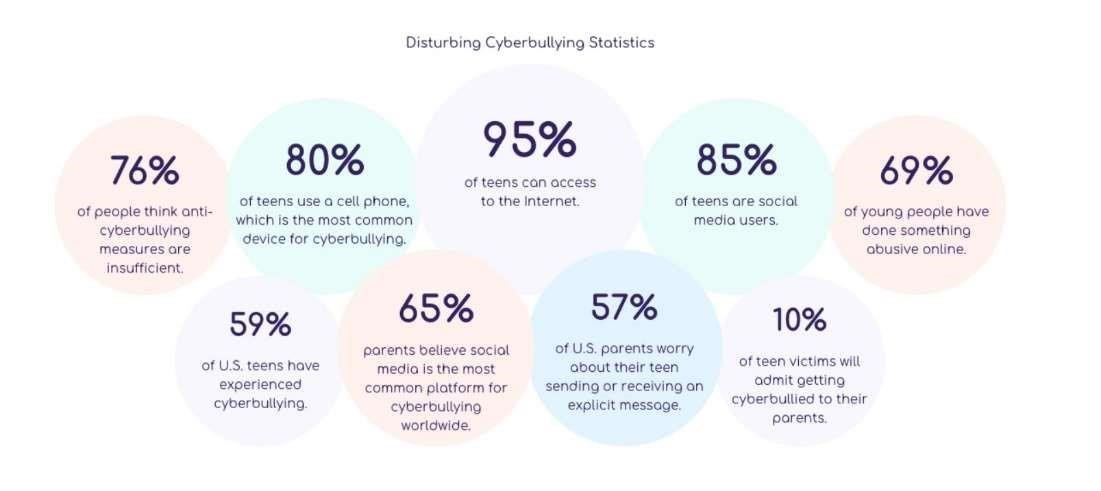 Disturbing Cyberbullying Statistics
76%
of people think anti-
cyberbullying
measures are
insufficient.
80%
of teens use a cell phone,
which is the most common
device for cyberbullying.
95%
of teens can access
to the Internet.
85%
of teens are social
media users.
69%
of young people have
done something
abusive online.
59%
of U.S. teens have
experienced
cyberbullying.
65%
parents believe social
media is the most
common platform for
cyberbullying
worldwide.
57%
of U.S. parents worry
about their teen
sending or receiving an
explicit message.
10%
of teen victims will
admit getting
cyberbullied to their
parents.